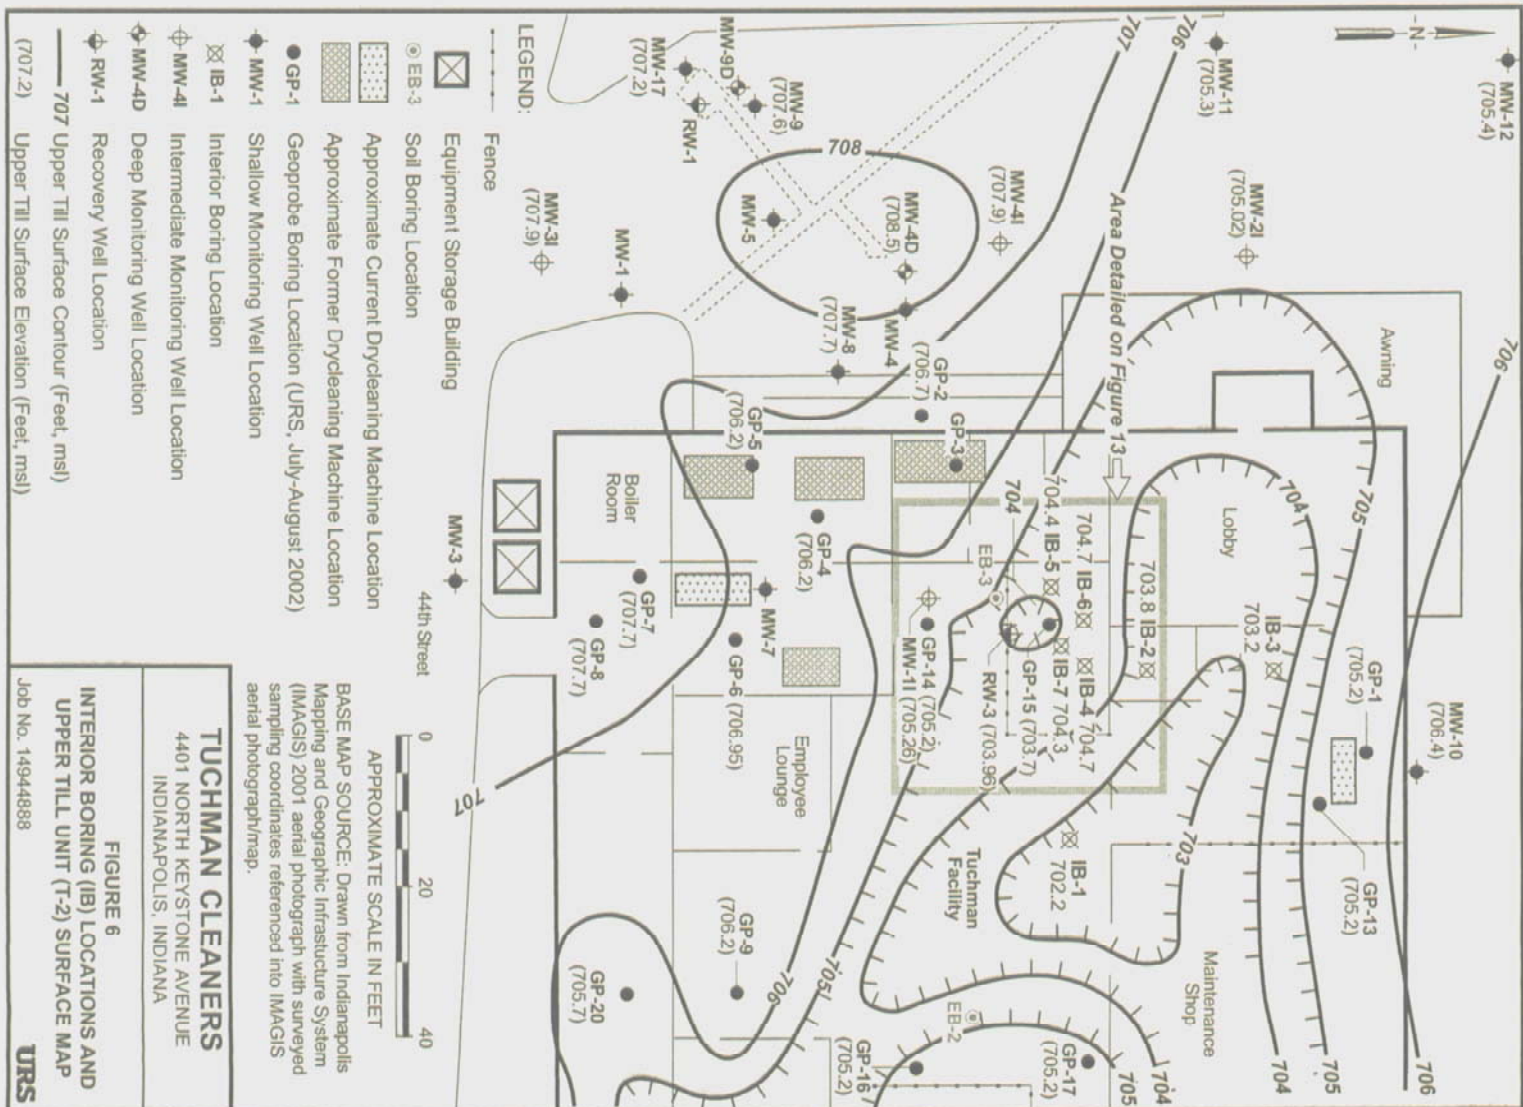 -N-
MW-12
(705.4)
MW-11
(705.3)
MW-2I
(705.02)
706
707
706
Area Detailed on Figure 13
Awning
MW-17
(707.2)
MW-9D
MW-9
(707.6)
RW-1
708
MW-5
MW-4I
(707.9)
MW-4D
(708.5)
MW-4
MW-8
(707.7)
MW-3I
(707.9)
MW-1
GP-2
(706.7)
GP-3
GP-5
(706.2)
GP-4
(706.2)
Boiler
Room
MW-3
GP-7
(707.7)
GP-8
(707.7)
MW-7
GP-6 (706.95)
44th Street
704
704.4 IB-5
704.7 IB-6
703.8 IB-2
EB-3
Lobby
704
705
IB-3
703.2
GP-1
(705.2)
MW-10
(706.4)
IB-4 704.7
IB-7 704.3
GP-15 (703.7)
RW-3 (703.96)
GP-14 (705.2)
MW-1I (705.26)
Employee
Lounge
703
IB-1
702.2
Tuchman
Facility
GP-13
(705.2)
Maintenance
Shop
GP-9
(706.2)
GP-20
(705.7)
706
705
707
EB-2
GP-16
(705.2)
GP-17
(705.2)
705
704
704
705
706
LEGEND:
Fence
Equipment Storage Building
EB-3 Soil Boring Location
Approximate Current Drycleaning Machine Location
Approximate Former Drycleaning Machine Location
GP-1 Geoprobe Boring Location (URS, July-August 2002)
MW-1 Shallow Monitoring Well Location
IB-1 Interior Boring Location
MW-4I Intermediate Monitoring Well Location
MW-4D Deep Monitoring Well Location
RW-1 Recovery Well Location
707 Upper Till Surface Contour (Feet, msl)
(707.2) Upper Till Surface Elevation (Feet, msl)
APPROXIMATE SCALE IN FEET
0 20 40
BASE MAP SOURCE: Drawn from Indianapolis
Mapping and Geographic Infrastucture System
(IMAGIS) 2001 aerial photograph with surveyed
sampling coordinates referenced into IMAGIS
aerial photograph/map.
TUCHMAN CLEANERS
4401 NORTH KEYSTONE AVENUE
INDIANAPOLIS, INDIANA
FIGURE 6
INTERIOR BORING (IB) LOCATIONS AND
UPPER TILL UNIT (T-2) SURFACE MAP
Job No. 14944888
URS